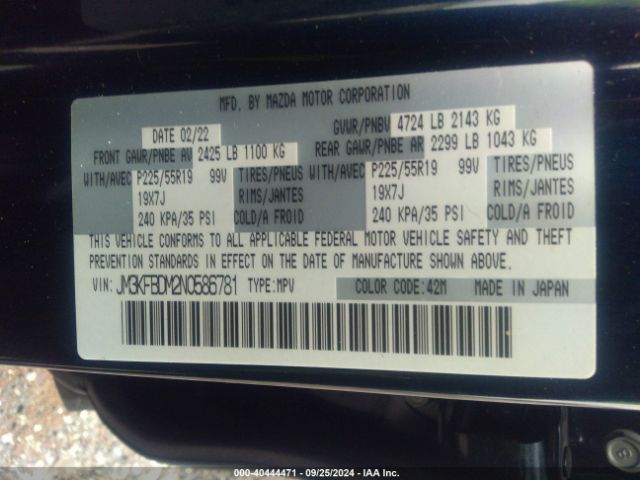 MFD. BY MAZDA MOTOR CORPORATION
DATE 02/22 GVWR/PNBV 4724 LB 2143 KG
FRONT GAWR/PNBE AV 2425 LB 1100 KG REAR GAWR/PNBE AR 2299 LB 1043 KG
WITH/AVEC P225/55R19 99V TIRES/PNEUS WITH/AVEC P225/55R19 99V TIRES/PNEUS
19X7J RIMS/JANTES 19X7J RIMS/JANTES
240 KPA/35 PSI COLD/A FROID 240 KPA/35 PSI COLD/A FROID
THIS VEHICLE CONFORMS TO ALL APPLICABLE FEDERAL MOTOR VEHICLE SAFETY AND THEFT
PREVENTION STANDARDS IN EFFECT ON THE DATE OF MANUFACTURE SHOWN ABOVE.
VIN: JM3KFBDM2N0586781 TYPE:MPV COLOR CODE:42M MADE IN JAPAN
000-40444471 - 09/25/2024 - IAA Inc.